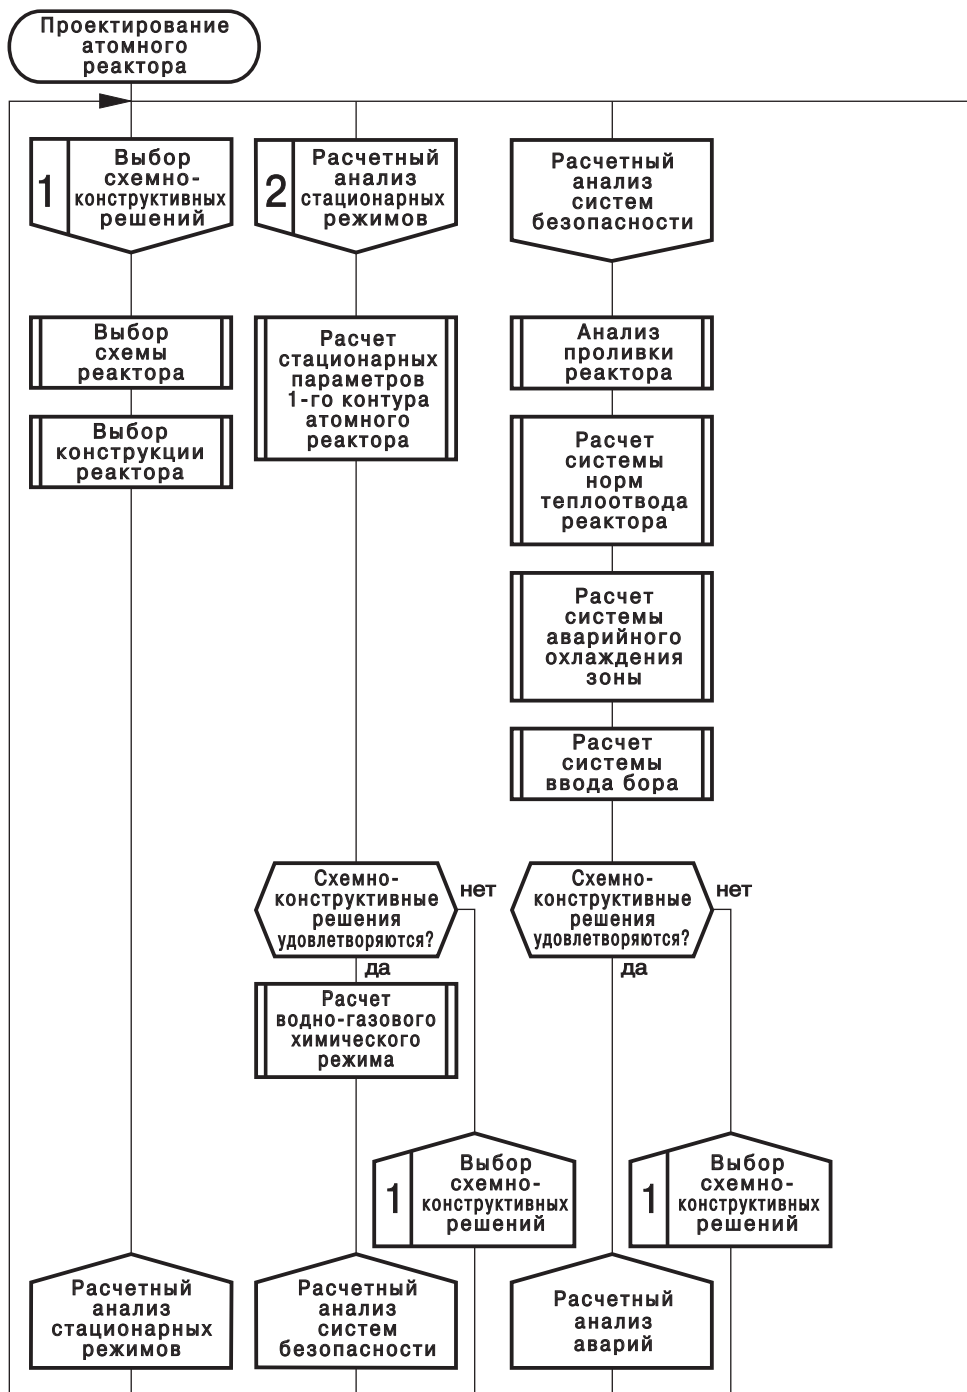 Проектирование
атомного
реактора
1
Выбор
схемно-
конструктивных
решений
2
Расчетный
анализ
стационарных
режимов
Расчетный
анализ
систем
безопасности
Выбор
схемы
реактора
Выбор
конструкции
реактора
Расчет
стационарных
параметров
1-го контура
атомного
реактора
Анализ
проливки
реактора
Расчет
системы
норм
теплоотвода
реактора
Расчет
системы
аварийного
охлаждения
зоны
Расчет
системы
ввода бора
Схемно-
конструктивные
решения
удовлетворяются?
нет
да
Схемно-
конструктивные
решения
удовлетворяются?
нет
да
Расчет
водно-газового
химического
режима
1
Выбор
схемно-
конструктивных
решений
1
Выбор
схемно-
конструктивных
решений
Расчетный
анализ
стационарных
режимов
Расчетный
анализ
систем
безопасности
Расчетный
анализ
аварий